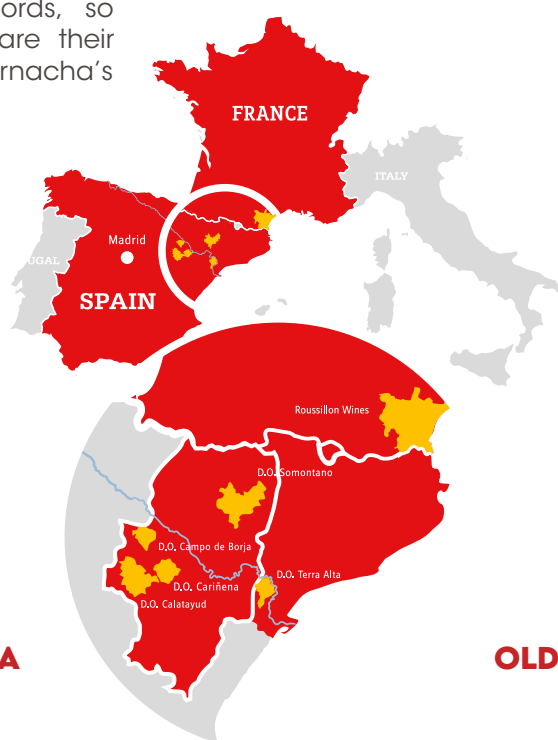 ords, so
are their
rnacha's
FRANCE
ITALY
Madrid
UGAL
SPAIN
Roussillon Wines
D.O. Somontano
D.O. Campo de Borja
D.O. Terra Alta
D.O. Cariñena
D.O. Calatayud
A
OLD